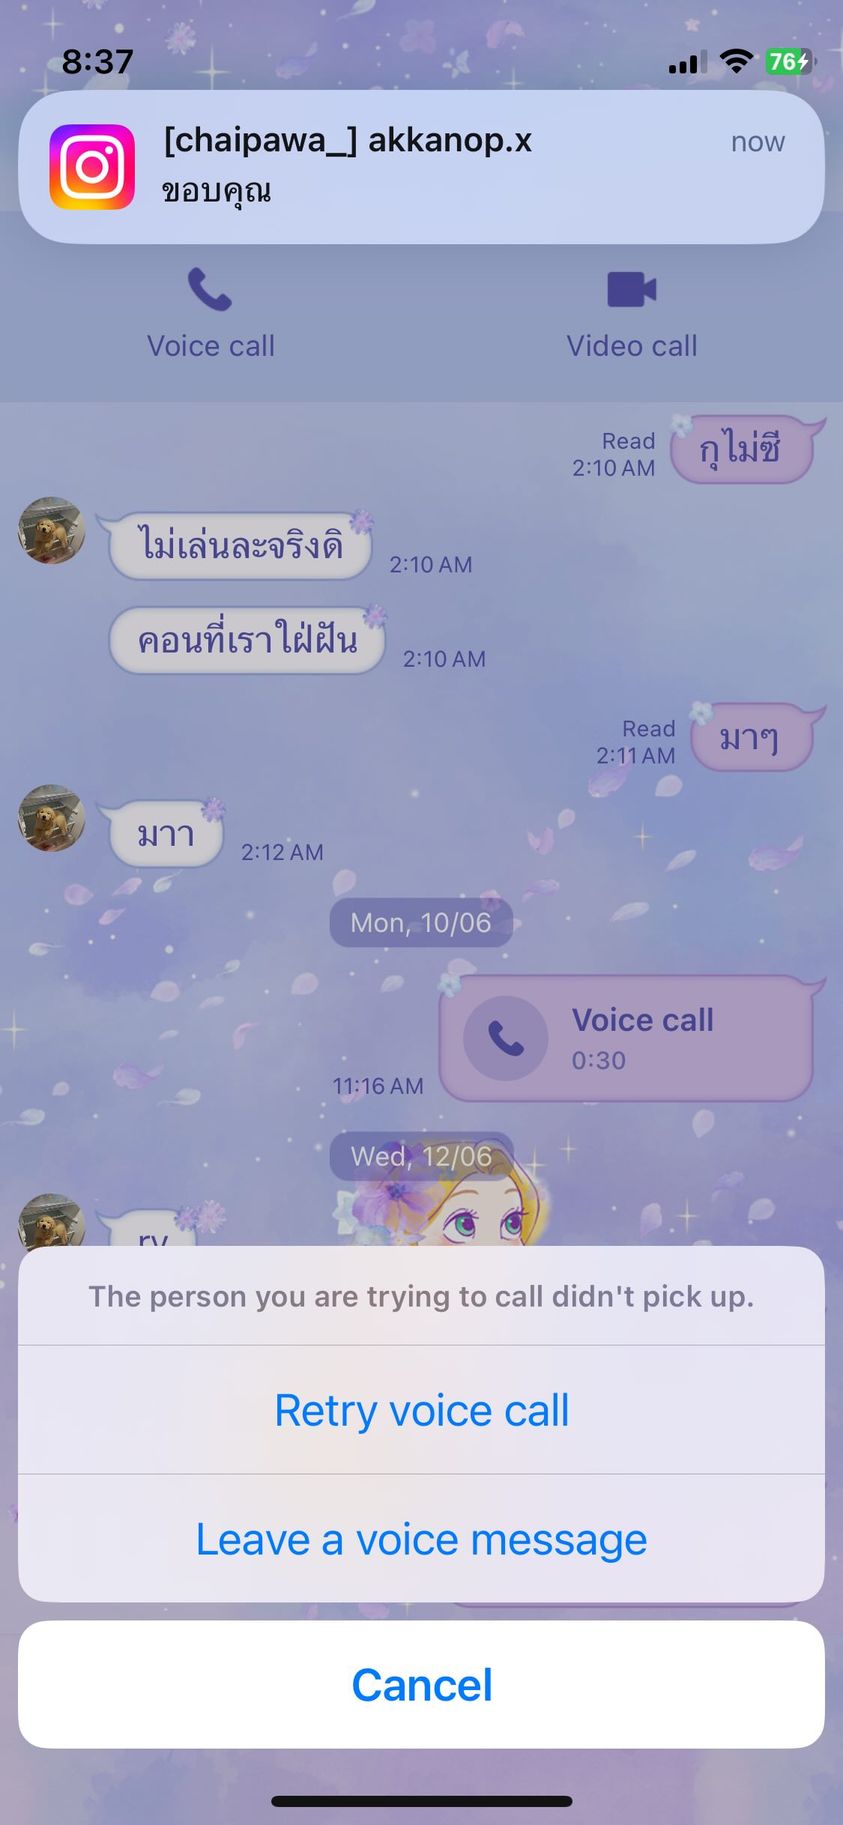 8:37
76
[chaipawa_] akkanop.x
now
ขอบคุณ
Voice call
Video call
Read
2:10 AM
กุไม่ซี
ไม่เล่นละจริงดิ
2:10 AM
คอนที่เราใฝ่ฝัน
2:10 AM
Read
2:11 AM
มาๆ
มาา
2:12 AM
Mon, 10/06
Voice call
0:30
11:16 AM
Wed, 12/06
The person you are trying to call didn't pick up.
Retry voice call
Leave a voice message
Cancel